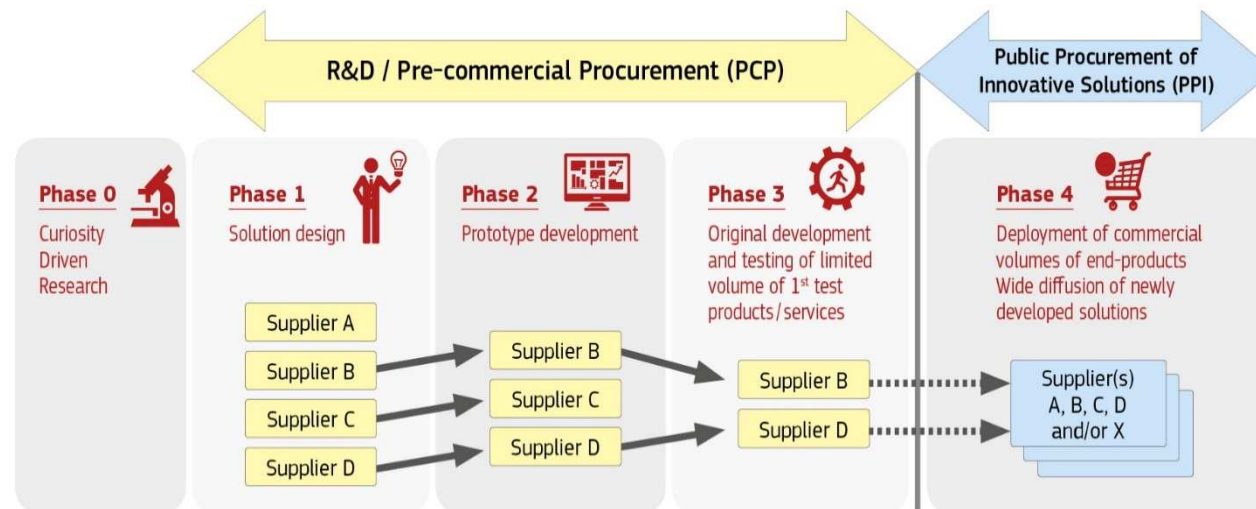 R&D / Pre-commercial Procurement (PCP)
Public Procurement of
Innovative Solutions (PPI)
Phase 0
Curiosity
Driven
Research
Phase 1
Solution design
Supplier A
Supplier B
Supplier C
Supplier D
Phase 2
Prototype development
Supplier B
Supplier C
Supplier D
Phase 3
Original development
and testing of limited
volume of 1st test
products/services
Supplier B
Supplier D
Phase 4
Deployment of commercial
volumes of end-products
Wide diffusion of newly
developed solutions
Supplier(s)
A, B, C, D
and/or X